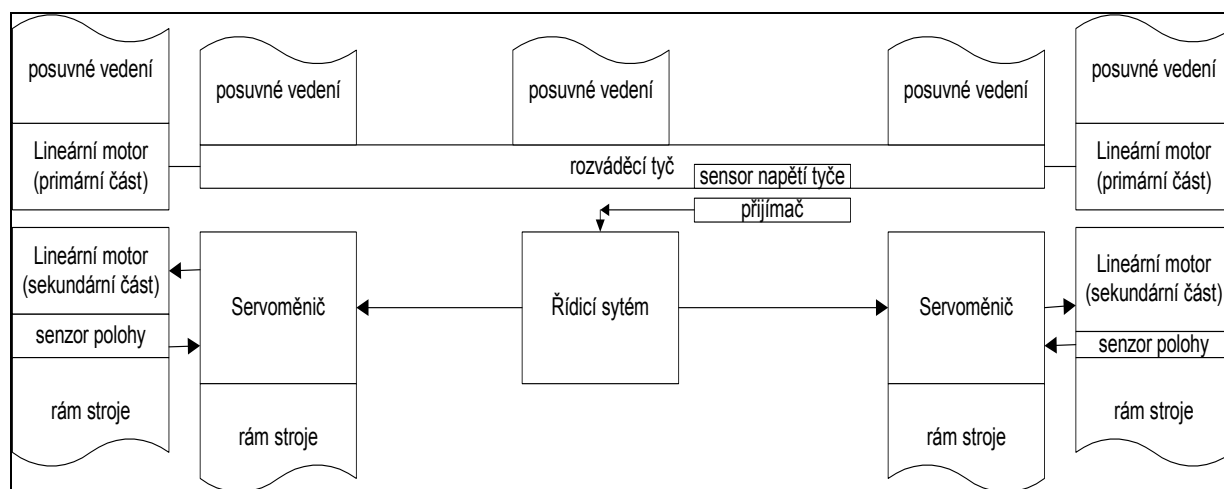 posuvné vedení
posuvné vedení
posuvné vedení
posuvné vedení
posuvné vedení
Lineární motor
(primární část)
rozváděcí tyč
sensor napětí tyče
Lineární motor
(primární část)
přijímač
Lineární motor
(sekundární část)
Servoměnič
Řídicí sytém
Servoměnič
Lineární motor
(sekundární část)
senzor polohy
senzor polohy
rám stroje
rám stroje
rám stroje
rám stroje